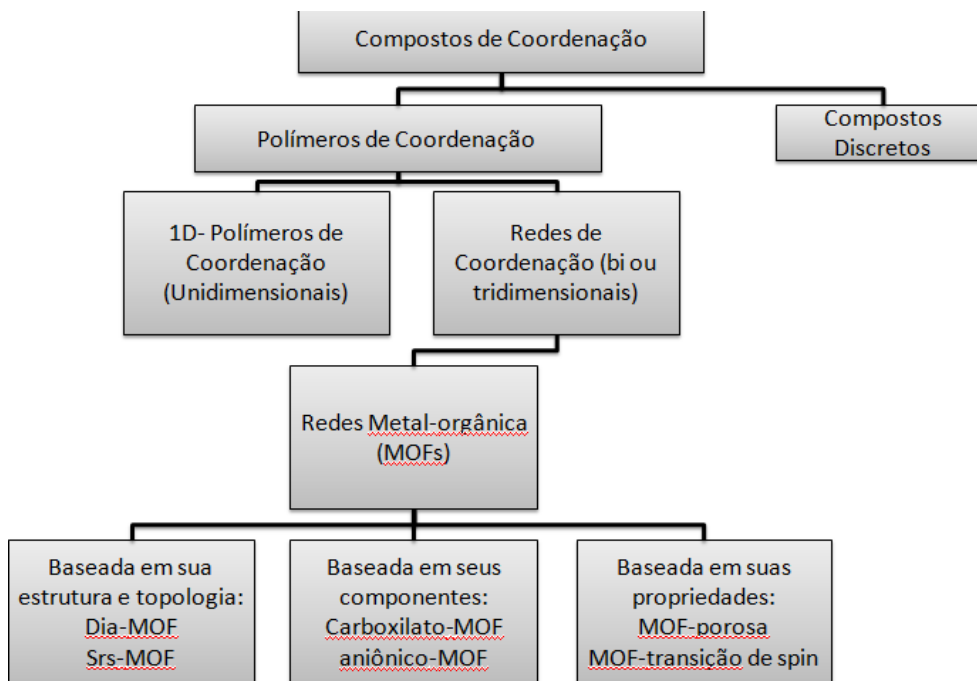 Compostos de Coordenação
Polímeros de Coordenação
Compostos
Discretos
1D- Polímeros de
Coordenação
(Unidimensionais)
Redes de
Coordenação (bi ou
tridimensionais)
Redes Metal-orgânica
(MOFs)
Baseada em sua
estrutura e topologia:
Dia-MOF
Srs-MOF
Baseada em seus
componentes:
Carboxilato-MOF
aniônico-MOF
Baseada em suas
propriedades:
MOF-porosa
MOF-transição de spin